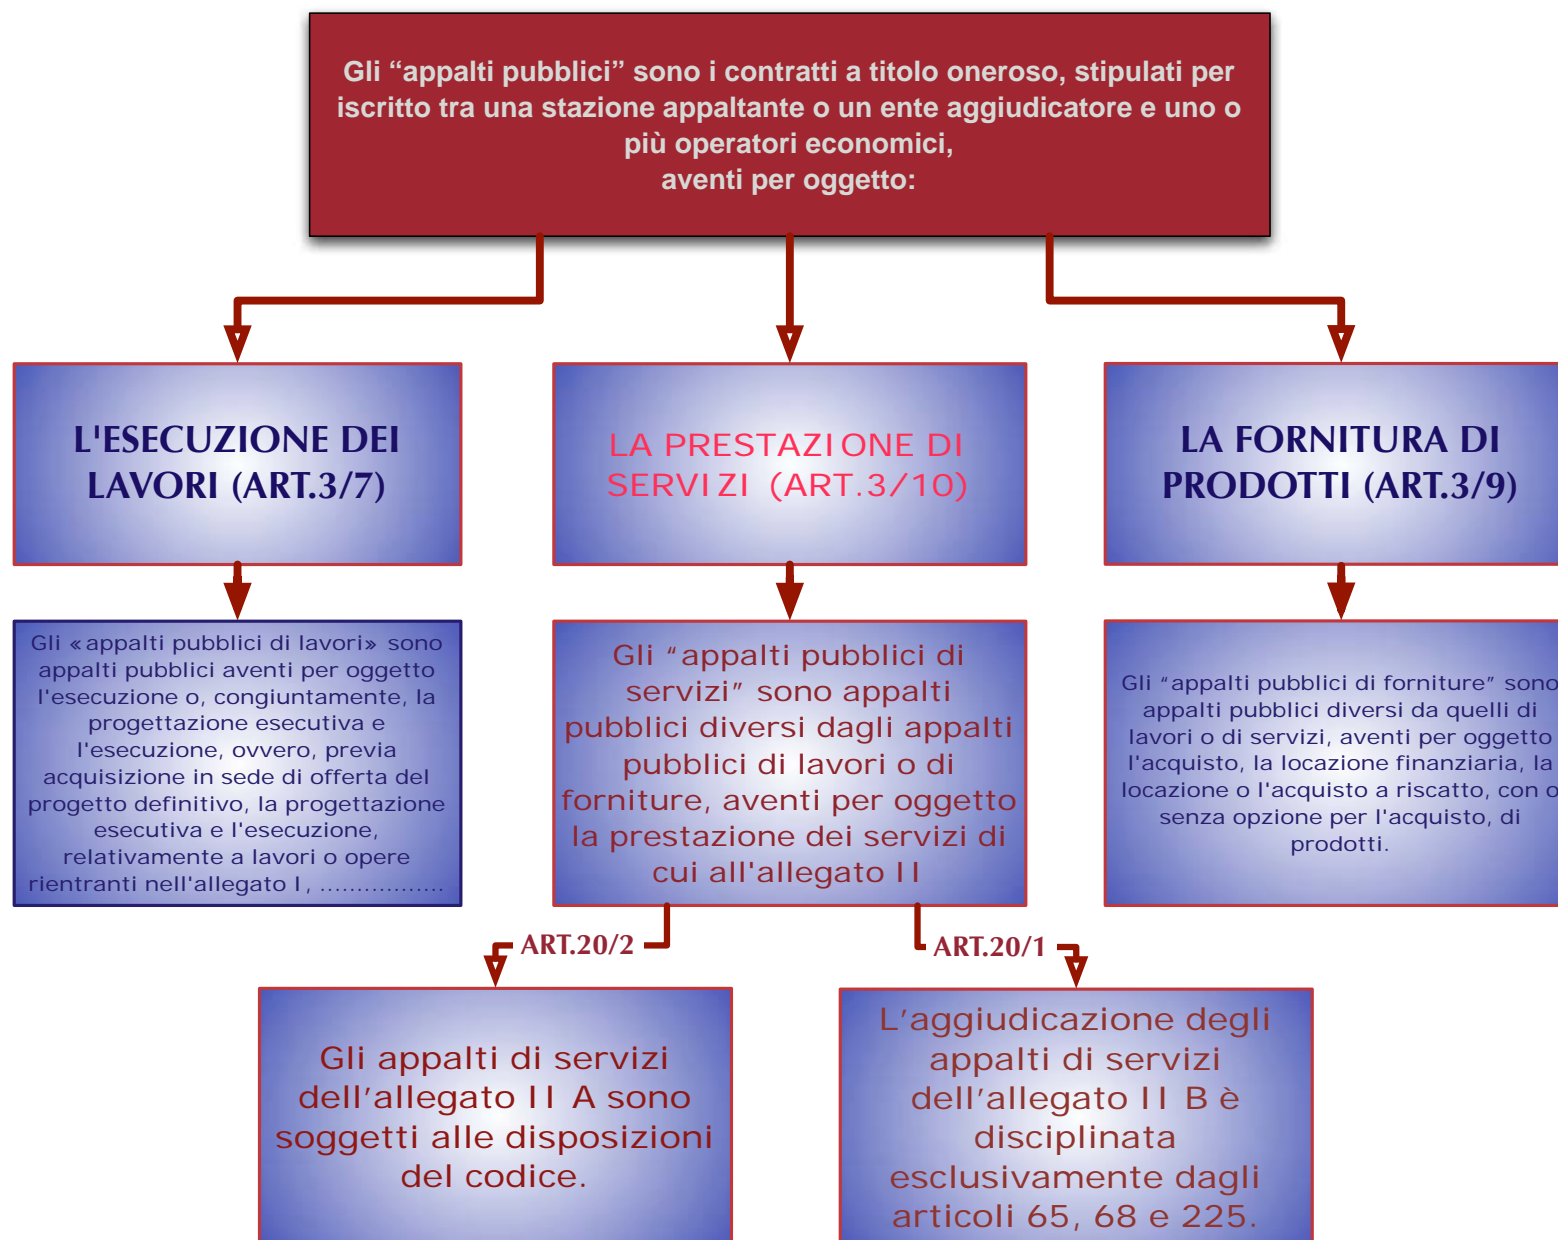 Gli “appalti pubblici” sono i contratti a titolo oneroso, stipulati per
iscritto tra una stazione appaltante o un ente aggiudicatore e uno o
più operatori economici,
aventi per oggetto:
L'ESECUZIONE DEI
LAVORI (ART.3/7)
LA PRESTAZIONE DI
SERVIZI (ART.3/10)
LA FORNITURA DI
PRODOTTI (ART.3/9)
Gli «appalti pubblici di lavori» sono
appalti pubblici aventi per oggetto
l'esecuzione o, congiuntamente, la
progettazione esecutiva e
l'esecuzione, ovvero, previa
acquisizione in sede di offerta del
progetto definitivo, la progettazione
esecutiva e l'esecuzione,
relativamente a lavori o opere
rientranti nell'allegato I, .................
Gli “appalti pubblici di
servizi” sono appalti
pubblici diversi dagli appalti
pubblici di lavori o di
forniture, aventi per oggetto
la prestazione dei servizi di
cui all'allegato II
Gli “appalti pubblici di forniture” sono
appalti pubblici diversi da quelli di
lavori o di servizi, aventi per oggetto
l'acquisto, la locazione finanziaria, la
locazione o l'acquisto a riscatto, con o
senza opzione per l'acquisto, di
prodotti.
ART.20/2
ART.20/1
Gli appalti di servizi
dell’allegato II A sono
soggetti alle disposizioni
del codice.
L’aggiudicazione degli
appalti di servizi
dell’allegato II B è
disciplinata
esclusivamente dagli
articoli 65, 68 e 225.